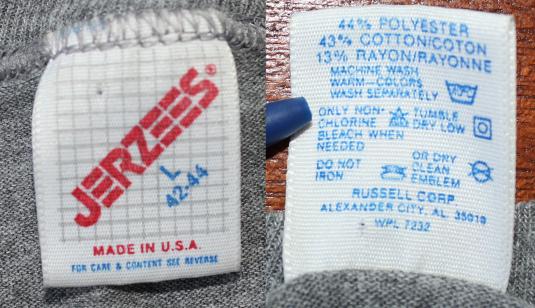 JERZEES®
L
42-44
MADE IN U.S.A.
FOR CARE & CONTENT SEE REVERSE
44% POLYESTER
43% COTTON/COTON
13% RAYON/RAYONNE
MACHINE WASH
WARM-COLORS
WASH SEPARATELY
ONLY NON-
CHLORINE
BLEACH WHEN
NEEDED
TUMBLE
DRY LOW
DO NOT
IRON
OR DRY
CLEAN
EMBLEM
RUSSELL CORP
ALEXANDER CITY, AL 35010
WPL 7232